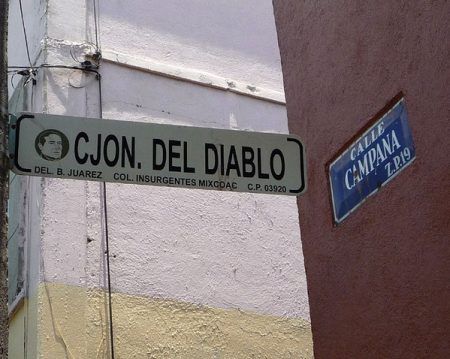 CJON. DEL DIABLO
DEL. B. JUAREZ COL. INSURGENTES MIXCOAC C.P. 03920
CALLE
CAMPANA
Z.P.19